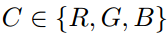 C ∈ {R, G, B}